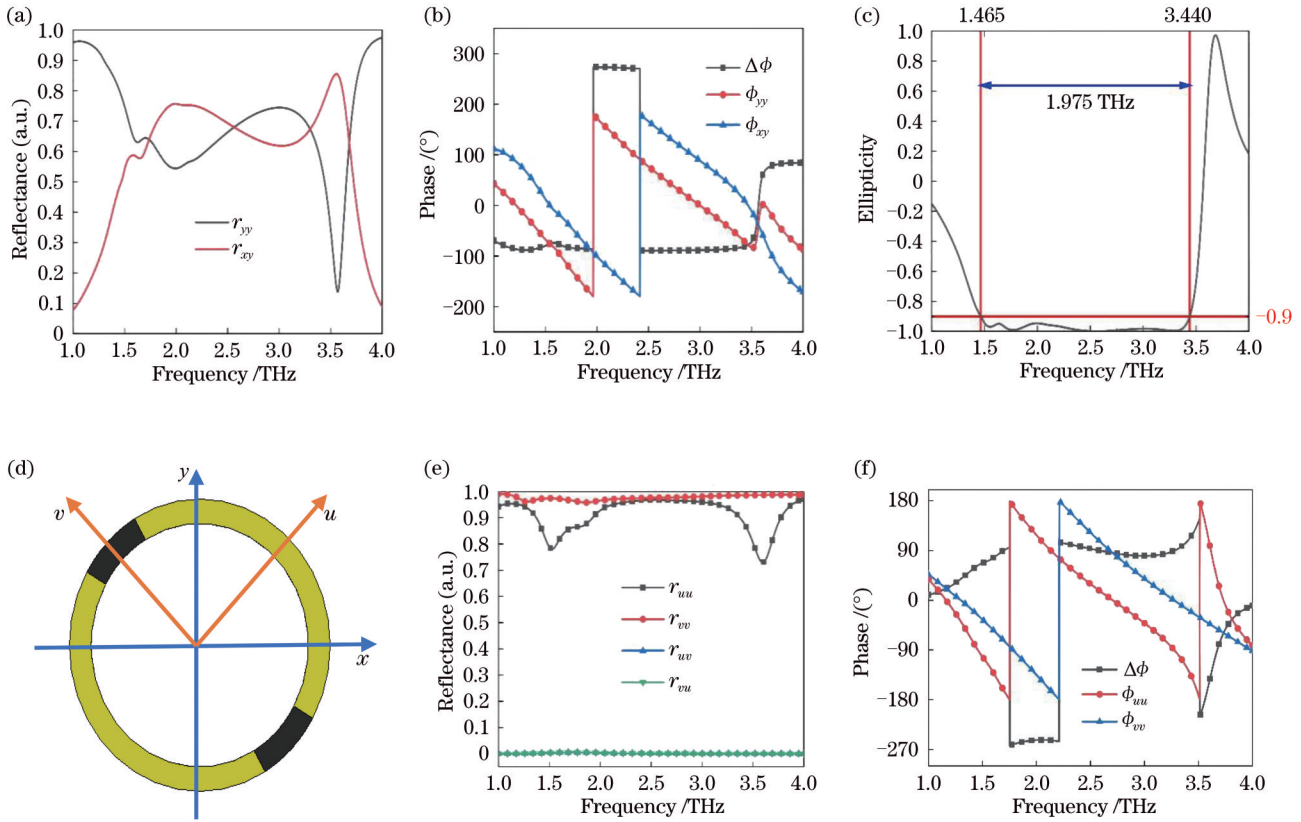 (a)
1.0
0.9
0.8
0.7
0.6
0.5
0.4
0.3
0.2
0.1
0
Reflectance (a.u.)
r_yy
r_xy
1.0 1.5 2.0 2.5 3.0 3.5 4.0
Frequency /THz
(b)
300
200
100
0
−100
−200
Phase /(°)
Δϕ
ϕ_yy
ϕ_xy
1.0 1.5 2.0 2.5 3.0 3.5 4.0
Frequency /THz
(c)
1.465 3.440
1.0
0.8
0.6
0.4
0.2
0
−0.2
−0.4
−0.6
−0.8
−1.0
Ellipticity
1.975 THz
−0.9
1.0 1.5 2.0 2.5 3.0 3.5 4.0
Frequency /THz
(d)
y
v
u
x
(e)
1.0
0.9
0.8
0.7
0.6
0.5
0.4
0.3
0.2
0.1
0
Reflectance (a.u.)
r_uu
r_vv
r_uv
r_vu
1.0 1.5 2.0 2.5 3.0 3.5 4.0
Frequency /THz
(f)
180
90
0
−90
−180
−270
Phase /(°)
Δϕ
ϕ_uu
ϕ_vv
1.0 1.5 2.0 2.5 3.0 3.5 4.0
Frequency /THz